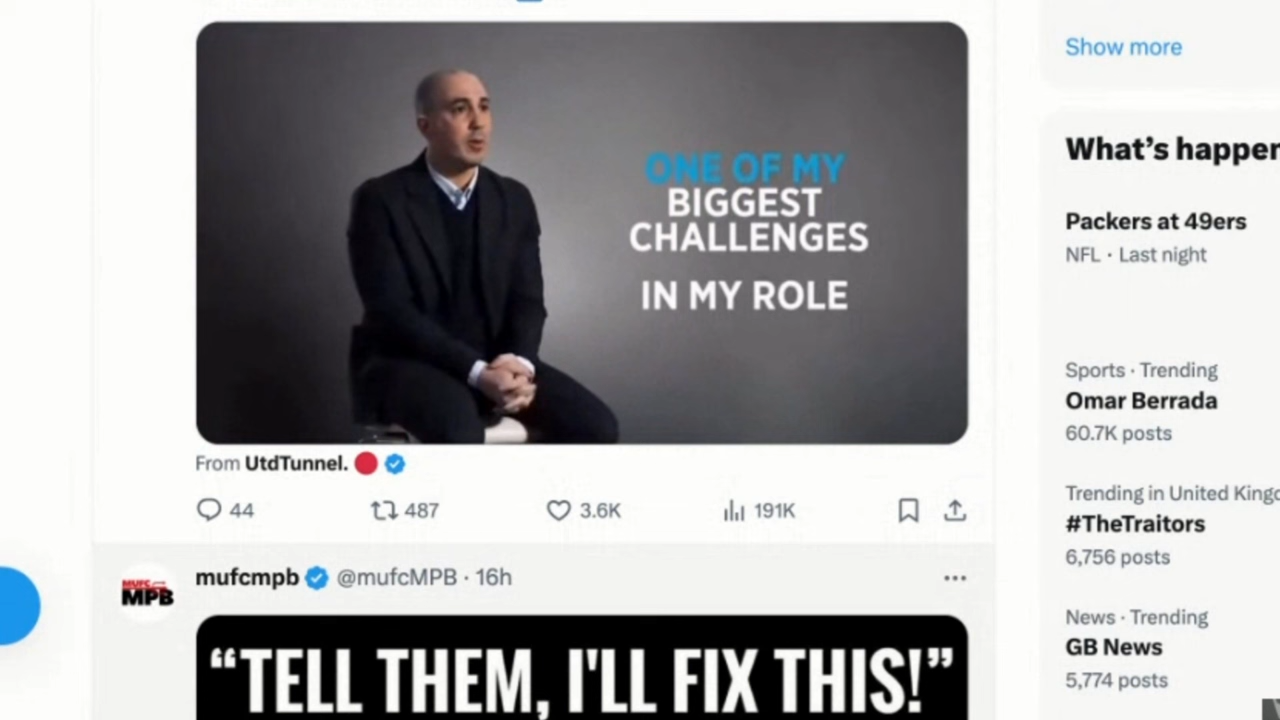 Show more
ONE OF MY
BIGGEST
CHALLENGES
IN MY ROLE
What's happen
Packers at 49ers
NFL · Last night
Sports · Trending
Omar Berrada
60.7K posts
From UtdTunnel.
44
487
3.6K
191K
Trending in United Kingd
#TheTraitors
6,756 posts
MUFC
MPB
mufcmpb @mufcMPB · 16h
News · Trending
GB News
5,774 posts
“TELL THEM, I'LL FIX THIS!”